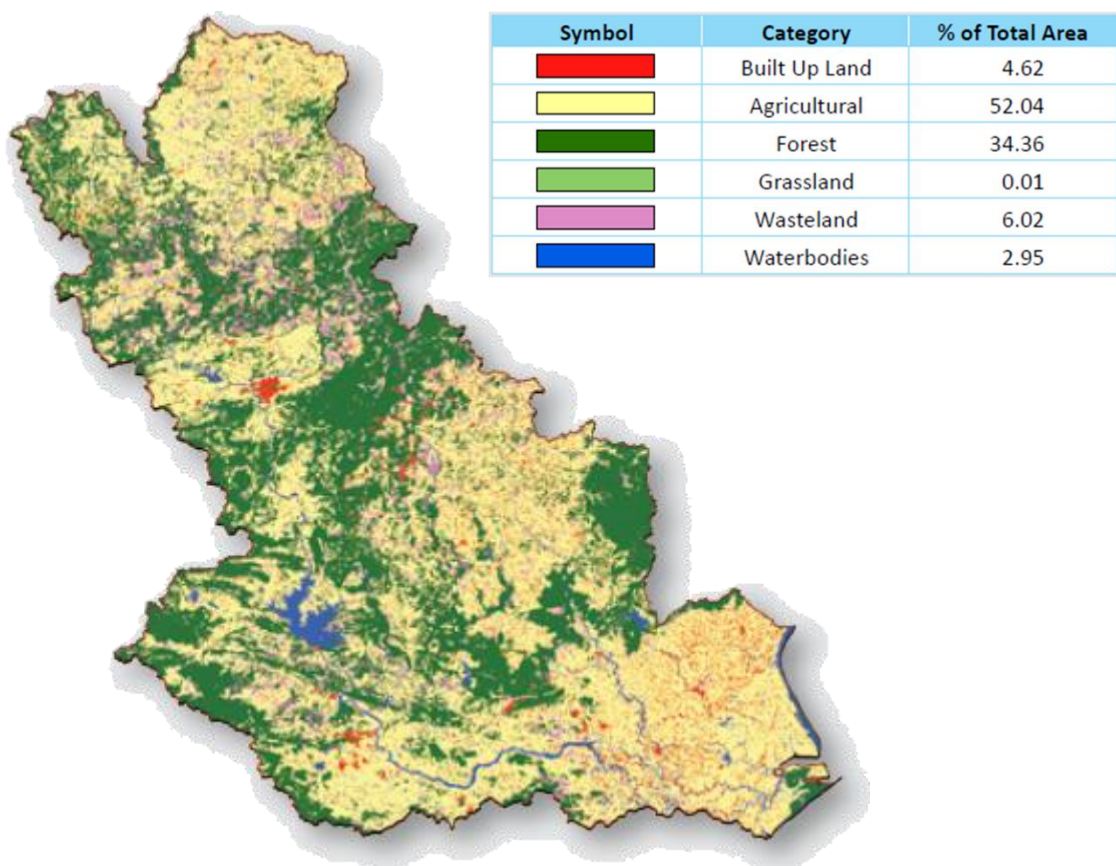 Symbol Category % of Total Area
Built Up Land 4.62
Agricultural 52.04
Forest 34.36
Grassland 0.01
Wasteland 6.02
Waterbodies 2.95